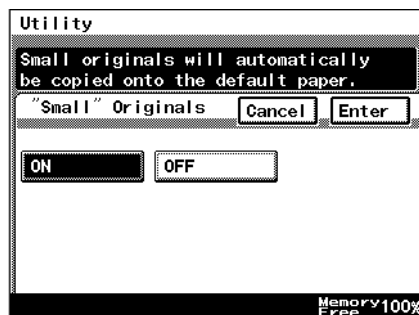 Utility
Small originals will automatically
be copied onto the default paper.
"Small" Originals Cancel Enter
ON OFF
Memory
Free 100%